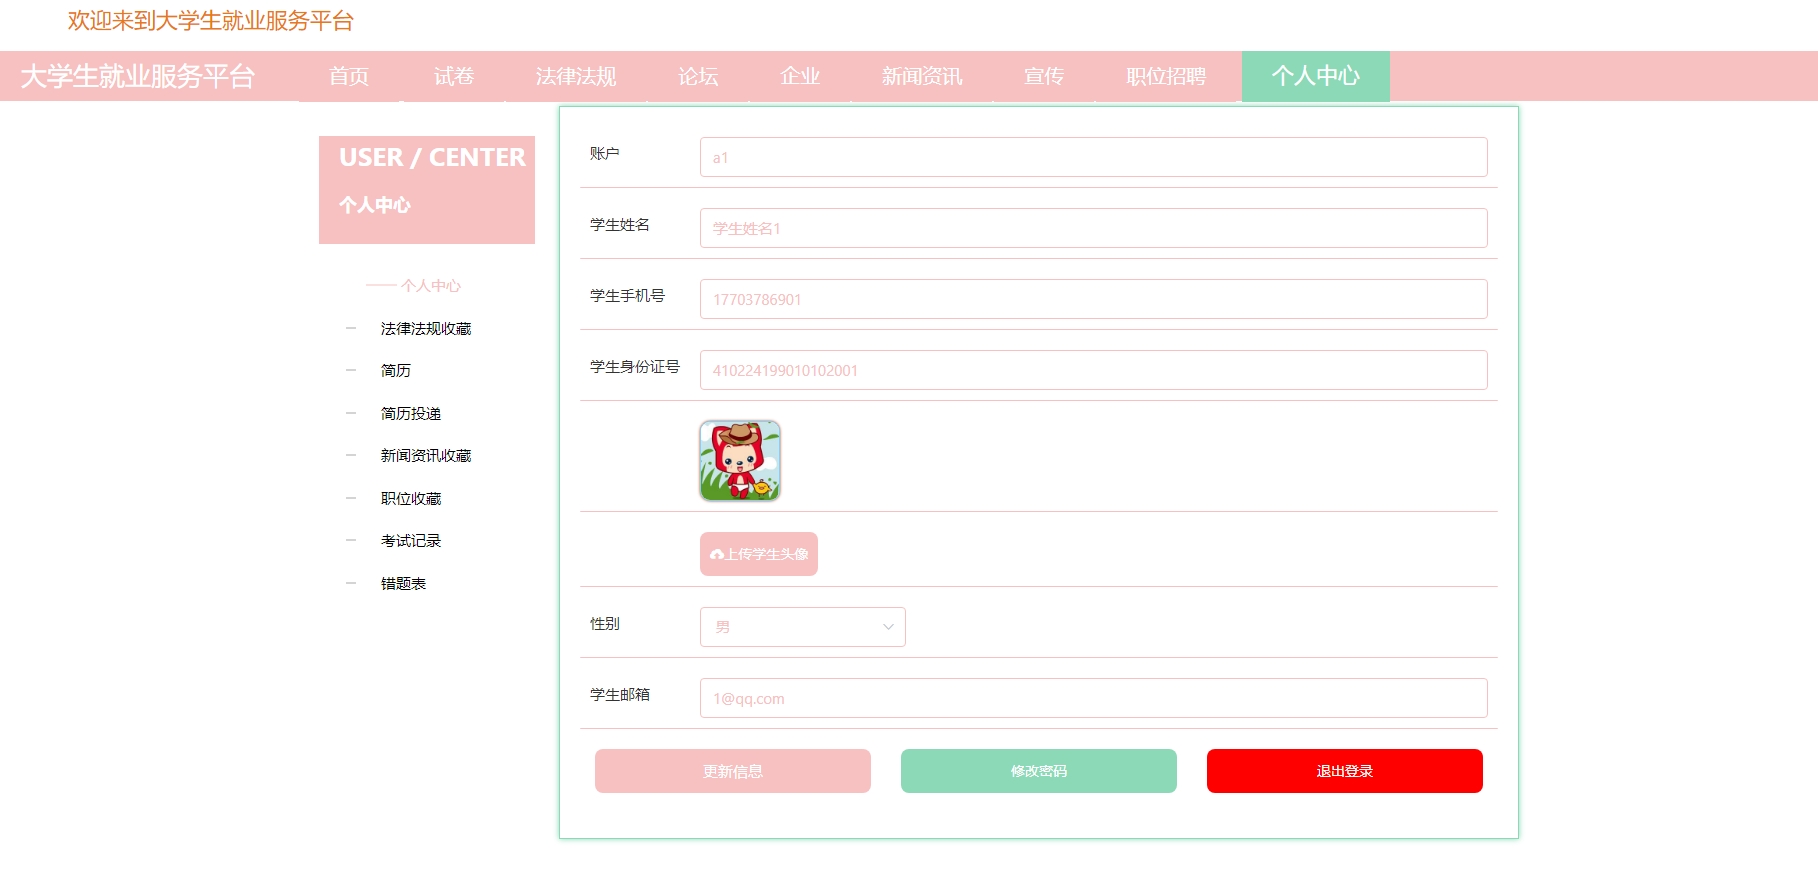 欢迎来到大学生就业服务平台
大学生就业服务平台 首页 试卷 法律法规 论坛 企业 新闻资讯 宣传 职位招聘 个人中心
USER / CENTER
个人中心
个人中心
法律法规收藏
简历
简历投递
新闻资讯收藏
职位收藏
考试记录
错题表
账户 a1
学生姓名 学生姓名1
学生手机号 17703786901
学生身份证号 410224199010102001
上传学生头像
性别 男
学生邮箱 1@qq.com
更新信息 修改密码 退出登录